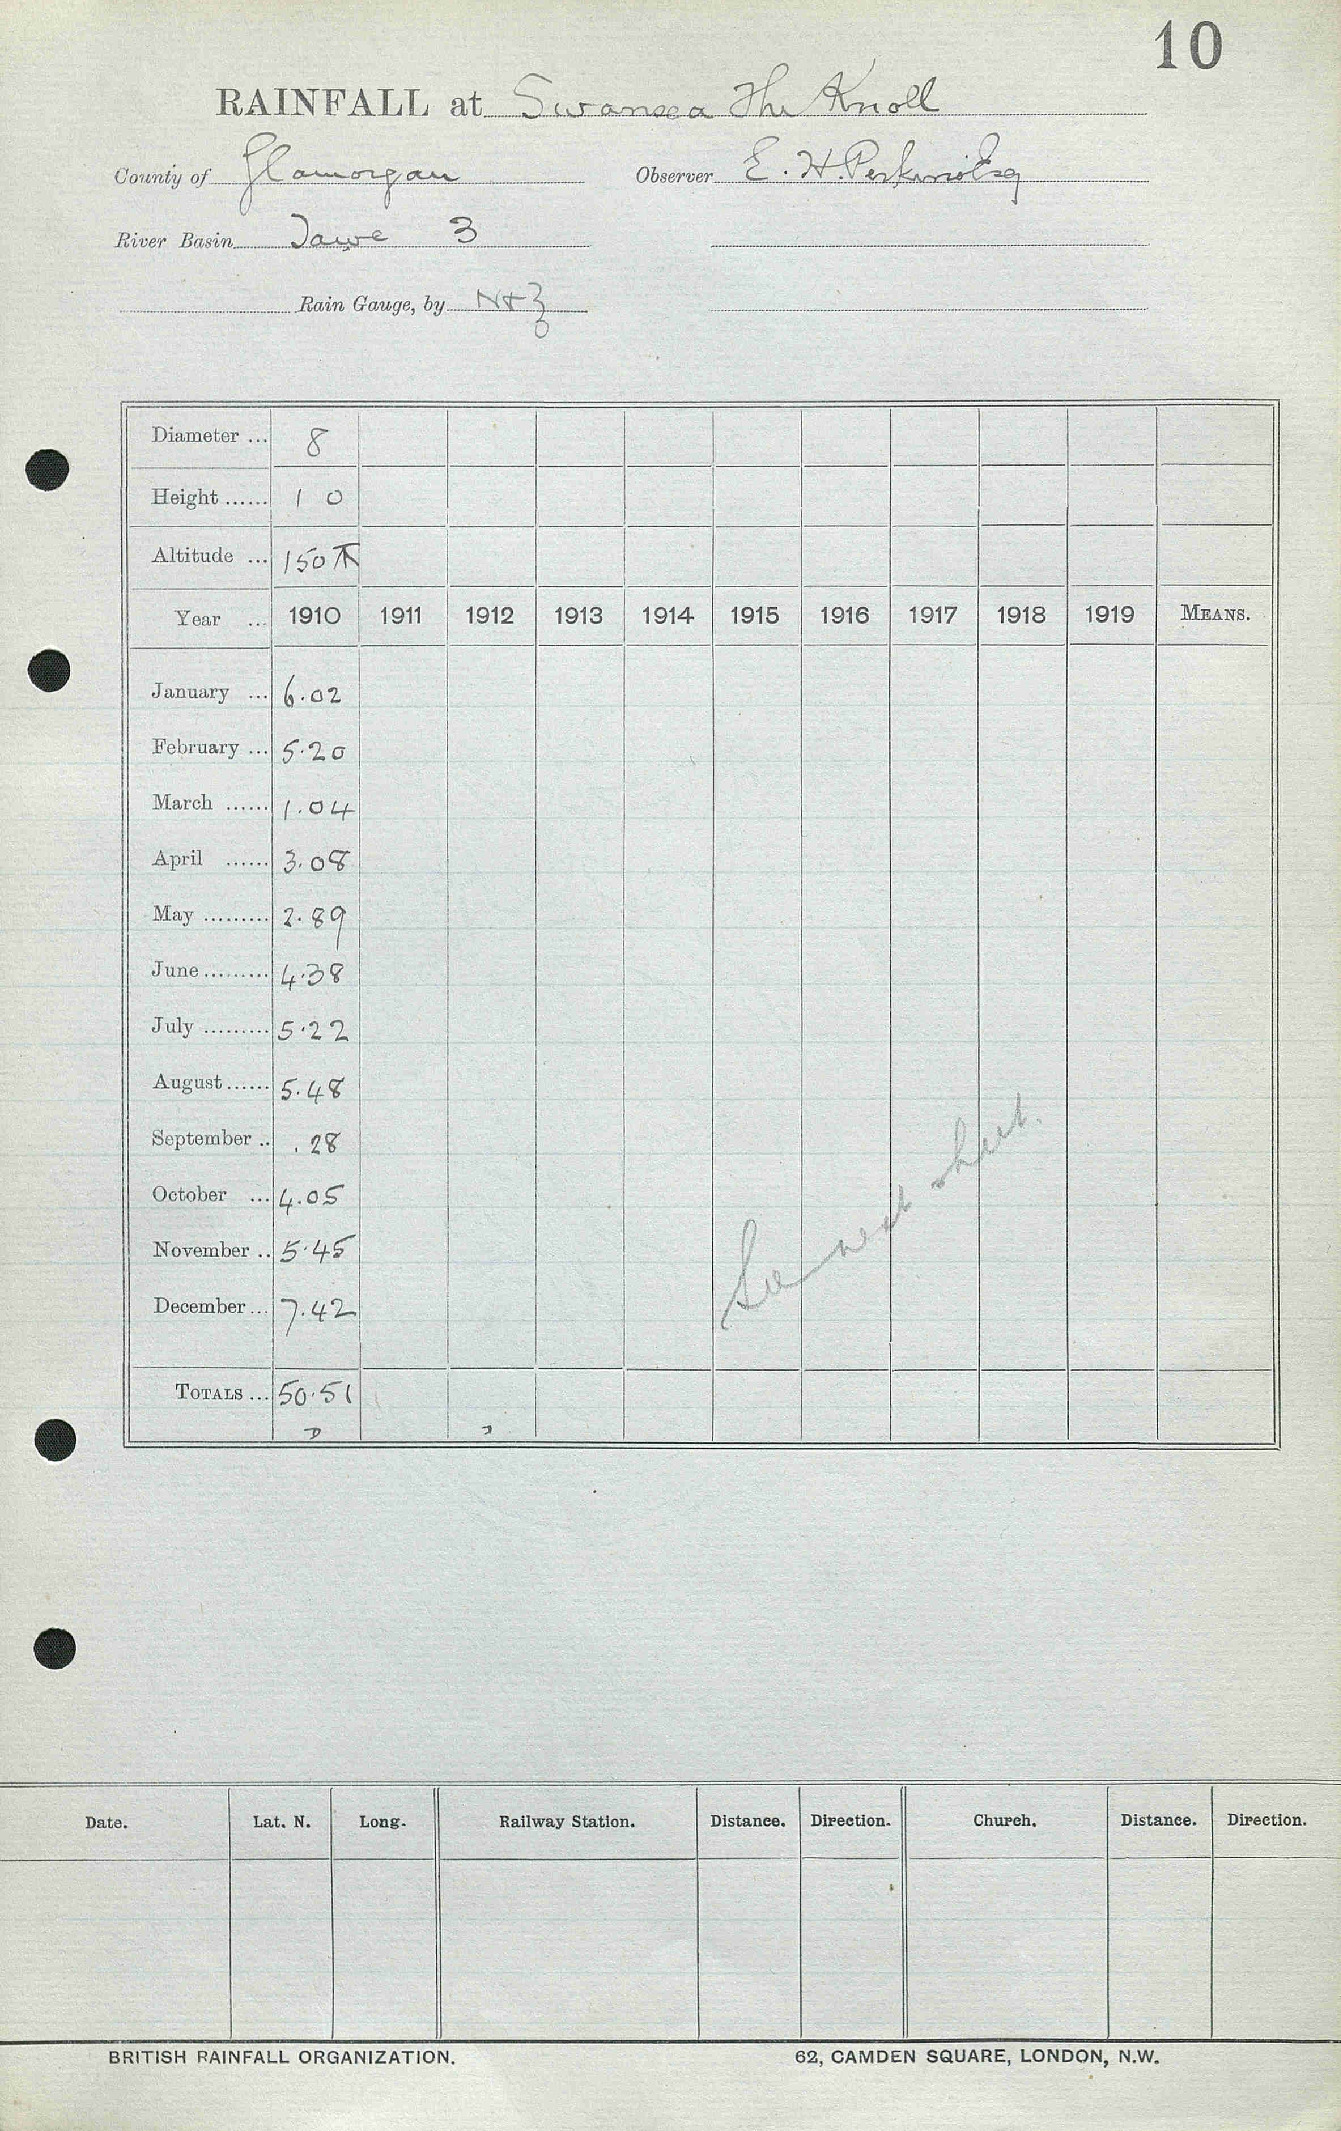 10
RAINFALL at Swansea The Knoll
County of Glamorgan Observer E. H. Perkins Esq
River Basin Tawe 3
Rain Gauge, by N+Z
Diameter ... 8
Height ...... 1 0
Altitude ... 150
Year ... 1910 1911 1912 1913 1914 1915 1916 1917 1918 1919 MEANS.
January ... 6.02
February ... 5.20
March ...... 1.04
April ...... 3.08
May ......... 2.89
June ......... 4.38
July ......... 5.22
August ...... 5.48
September .. .28
October ... 4.05
November .. 5.45
December ... 7.42
See next sheet.
TOTALS ... 50.51
Date. Lat. N. Long. Railway Station. Distance. Direction. Church. Distance. Direction.
BRITISH RAINFALL ORGANIZATION. 62, CAMDEN SQUARE, LONDON, N.W.